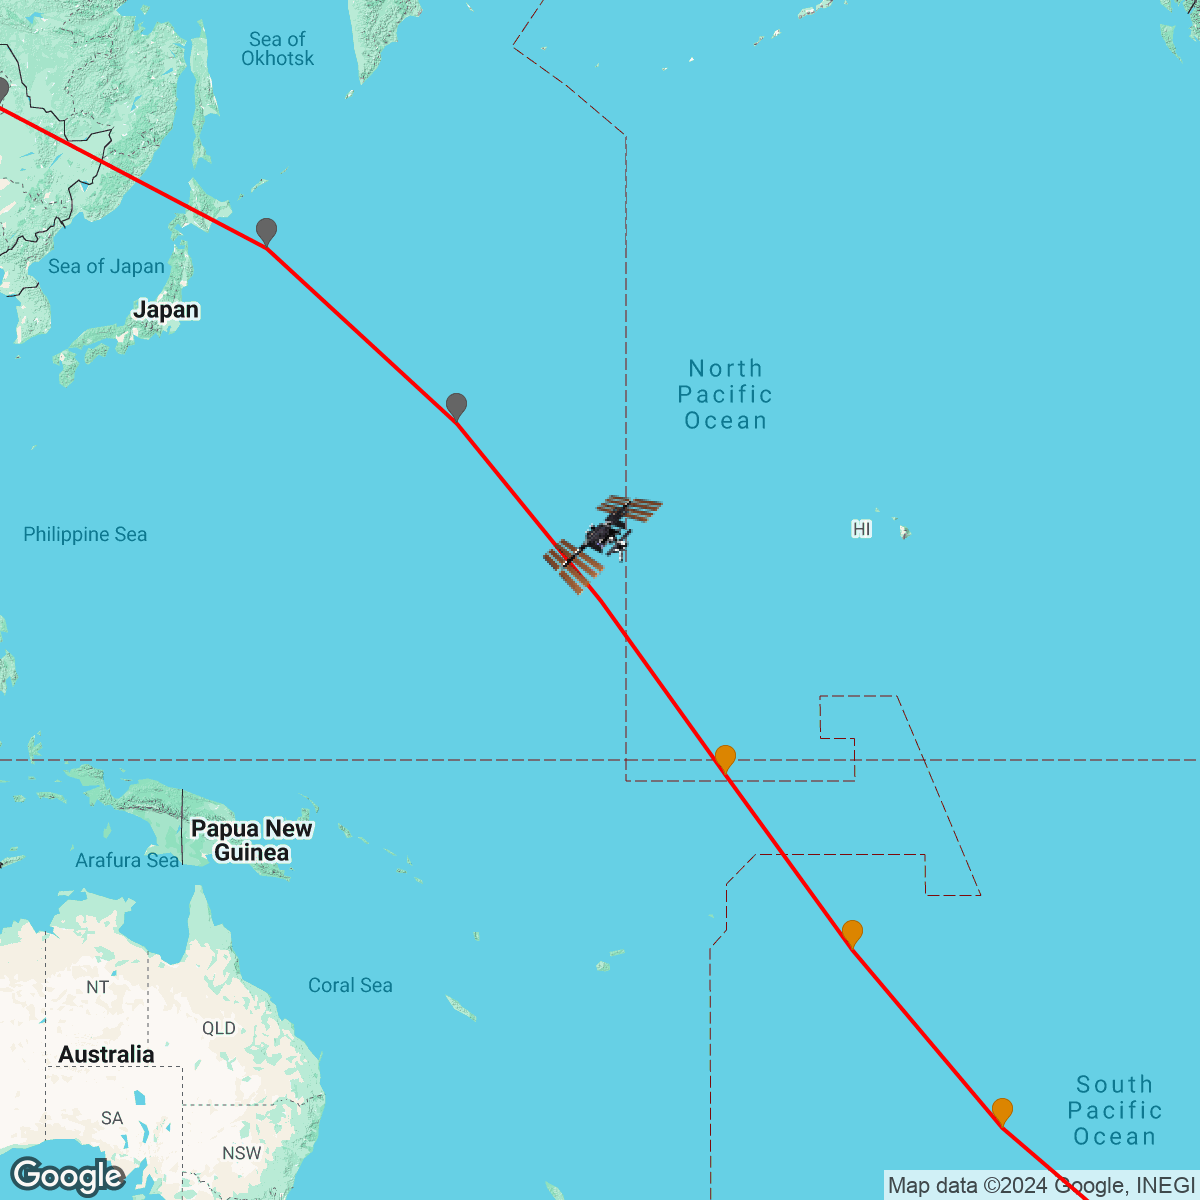 Sea of
Okhotsk
Sea of Japan
Japan
North
Pacific
Ocean
Philippine Sea
HI
Papua New
Guinea
Arafura Sea
NT
Coral Sea
QLD
Australia
SA
NSW
South
Pacific
Ocean
Google
Map data ©2024 Google, INEGI